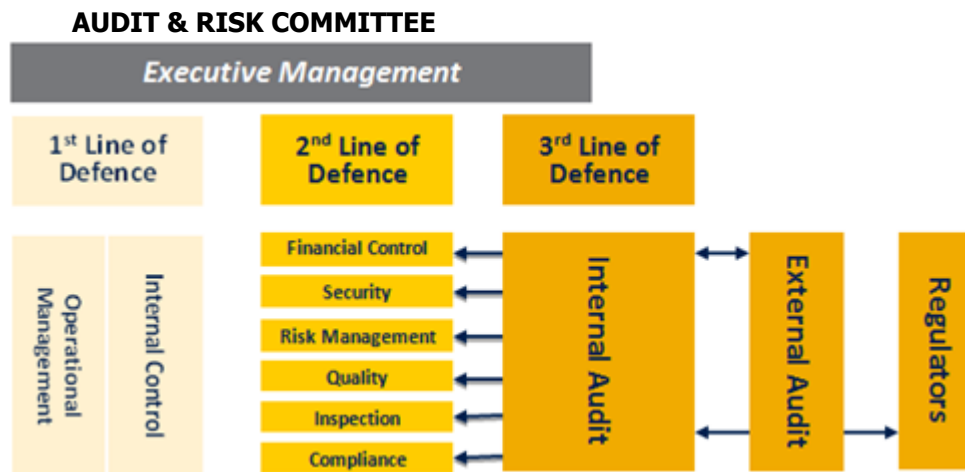 AUDIT & RISK COMMITTEE
Executive Management
1st Line of
Defence
2nd Line of
Defence
3rd Line of
Defence
Operational
Management
Internal Control
Financial Control
Security
Risk Management
Quality
Inspection
Compliance
Internal Audit
External Audit
Regulators